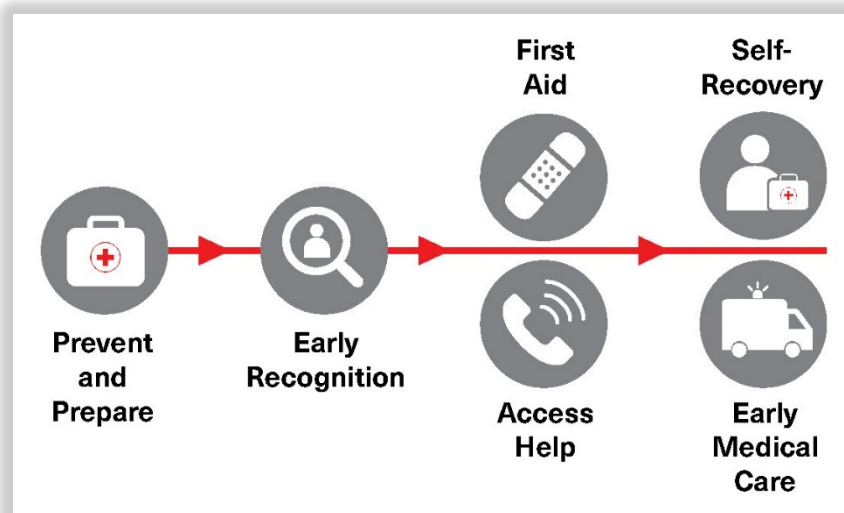 Prevent
and
Prepare
Early
Recognition
First
Aid
Access
Help
Self-
Recovery
Early
Medical
Care